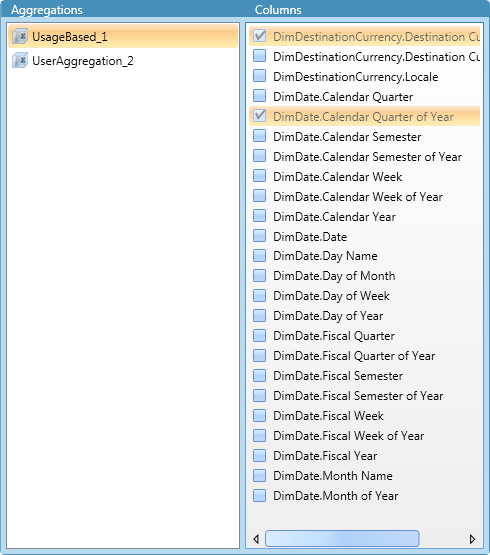 Aggregations
UsageBased_1
UserAggregation_2
Columns
DimDestinationCurrency.Destination Cu
DimDestinationCurrency.Destination Cu
DimDestinationCurrency.Locale
DimDate.Calendar Quarter
DimDate.Calendar Quarter of Year
DimDate.Calendar Semester
DimDate.Calendar Semester of Year
DimDate.Calendar Week
DimDate.Calendar Week of Year
DimDate.Calendar Year
DimDate.Date
DimDate.Day Name
DimDate.Day of Month
DimDate.Day of Week
DimDate.Day of Year
DimDate.Fiscal Quarter
DimDate.Fiscal Quarter of Year
DimDate.Fiscal Semester
DimDate.Fiscal Semester of Year
DimDate.Fiscal Week
DimDate.Fiscal Week of Year
DimDate.Fiscal Year
DimDate.Month Name
DimDate.Month of Year